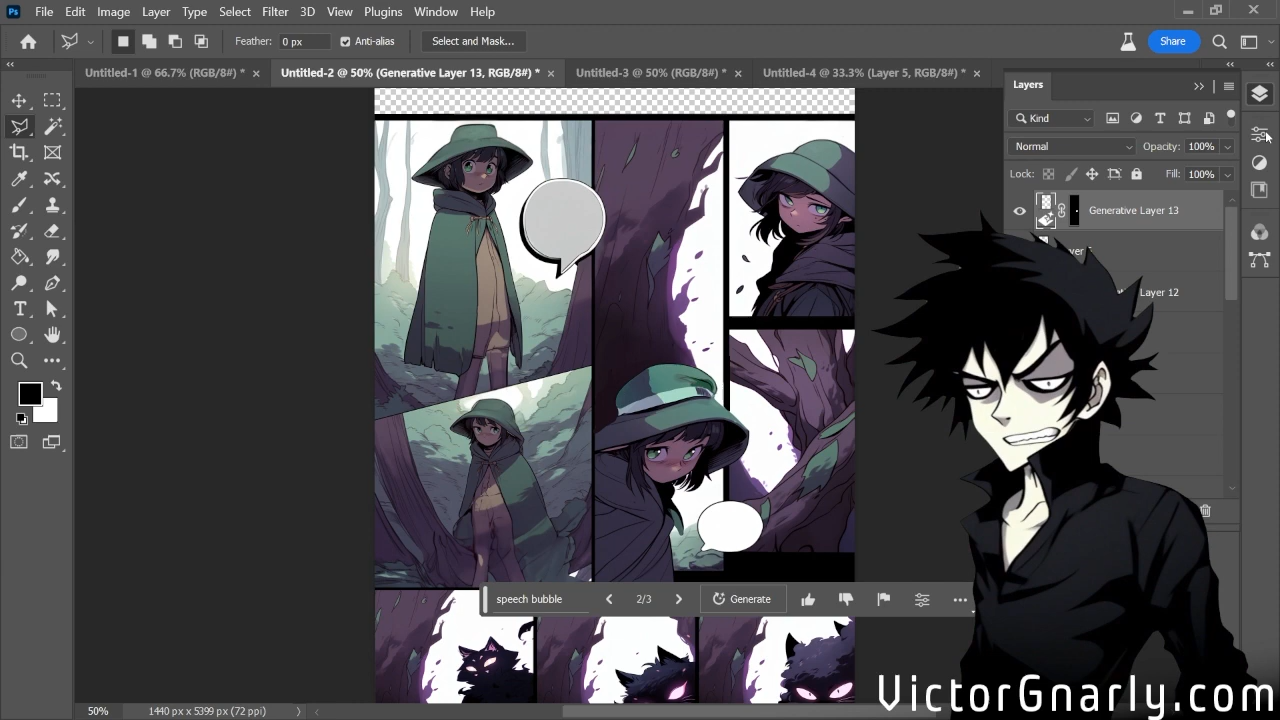 Ps File Edit Image Layer Type Select Filter 3D View Plugins Window Help
Feather: 0 px Anti-alias Select and Mask... Share
Untitled-1 @ 66.7% (RGB/8#) * Untitled-2 @ 50% (Generative Layer 13, RGB/8#) * Untitled-3 @ 50% (RGB/8#) * Untitled-4 @ 33.3% (Layer 5, RGB/8#) *
Layers
Kind
Normal Opacity: 100%
Lock: Fill: 100%
Generative Layer 13
Layer 12
speech bubble 2/3 Generate
VictorGnarly.com
50% 1440 px x 5399 px (72 ppi)